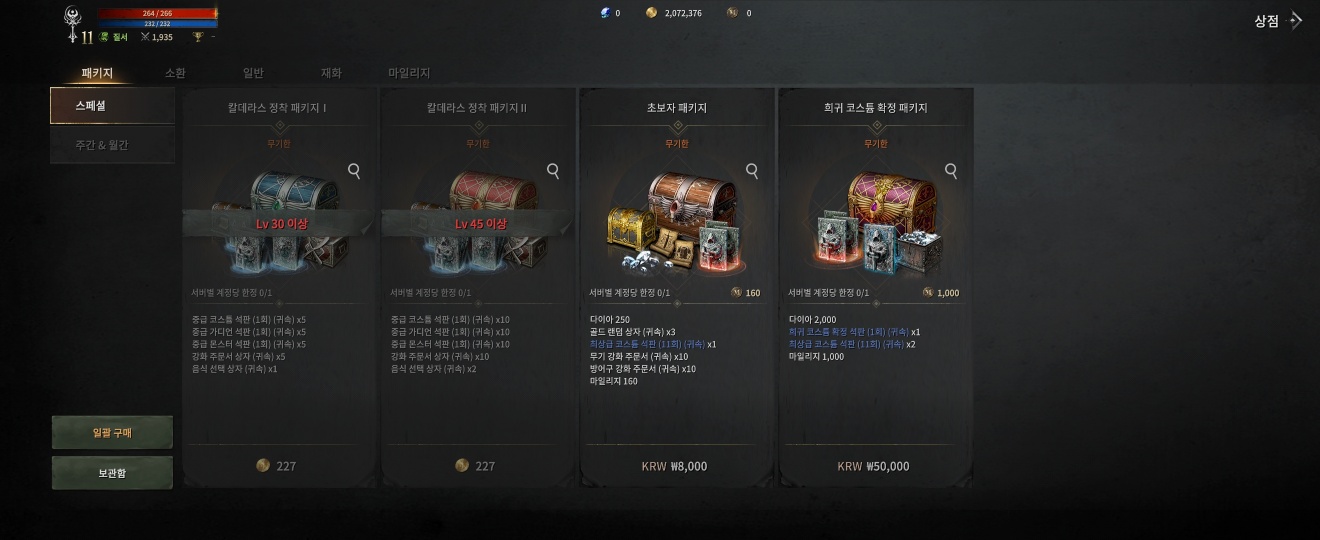 264 / 266
232 / 232
11 질서 1,935 -
0 2,072,376 0
상점
패키지 소환 일반 재화 마일리지
스페셜
주간 & 월간
일괄 구매
보관함
칼데라스 정착 패키지 I
무기한
Lv 30 이상
서버별 계정당 한정 0/1
중급 코스튬 석판 (1회) (귀속) x5
중급 가디언 석판 (1회) (귀속) x5
중급 몬스터 석판 (1회) (귀속) x5
강화 주문서 상자 (귀속) x5
음식 선택 상자 (귀속) x1
227
칼데라스 정착 패키지 II
무기한
Lv 45 이상
서버별 계정당 한정 0/1
중급 코스튬 석판 (1회) (귀속) x10
중급 가디언 석판 (1회) (귀속) x10
중급 몬스터 석판 (1회) (귀속) x10
강화 주문서 상자 (귀속) x10
음식 선택 상자 (귀속) x2
227
초보자 패키지
무기한
서버별 계정당 한정 0/1 160
다이아 250
골드 랜덤 상자 (귀속) x3
최상급 코스튬 석판 (11회) (귀속) x1
무기 강화 주문서 (귀속) x10
방어구 강화 주문서 (귀속) x10
마일리지 160
KRW ₩8,000
희귀 코스튬 확정 패키지
무기한
서버별 계정당 한정 0/1 1,000
다이아 2,000
희귀 코스튬 확정 석판 (1회) (귀속) x1
최상급 코스튬 석판 (11회) (귀속) x2
마일리지 1,000
KRW ₩50,000